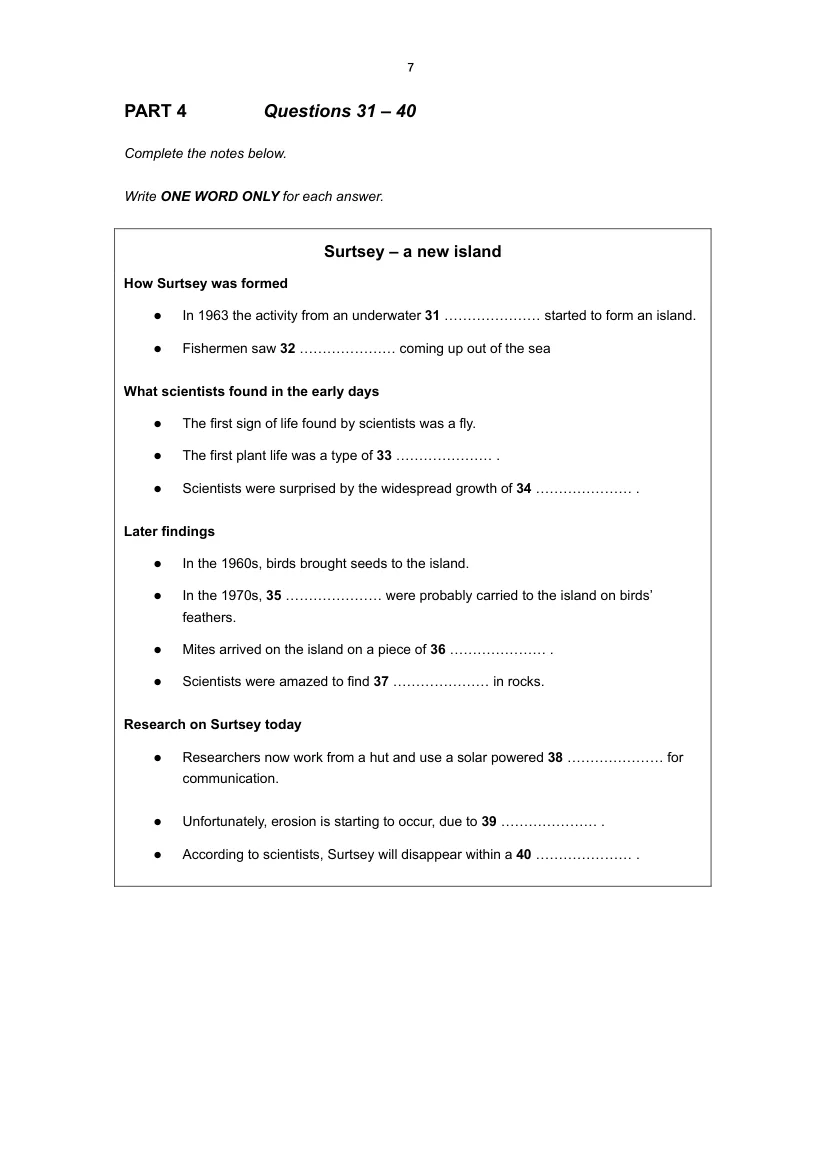 7
PART 4 Questions 31 – 40
Complete the notes below.
Write ONE WORD ONLY for each answer.
Surtsey – a new island
How Surtsey was formed
● In 1963 the activity from an underwater 31 ………………… started to form an island.
● Fishermen saw 32 ………………… coming up out of the sea
What scientists found in the early days
● The first sign of life found by scientists was a fly.
● The first plant life was a type of 33 ………………… .
● Scientists were surprised by the widespread growth of 34 ………………… .
Later findings
● In the 1960s, birds brought seeds to the island.
● In the 1970s, 35 ………………… were probably carried to the island on birds’
feathers.
● Mites arrived on the island on a piece of 36 ………………… .
● Scientists were amazed to find 37 ………………… in rocks.
Research on Surtsey today
● Researchers now work from a hut and use a solar powered 38 ………………… for
communication.
● Unfortunately, erosion is starting to occur, due to 39 ………………… .
● According to scientists, Surtsey will disappear within a 40 ………………… .